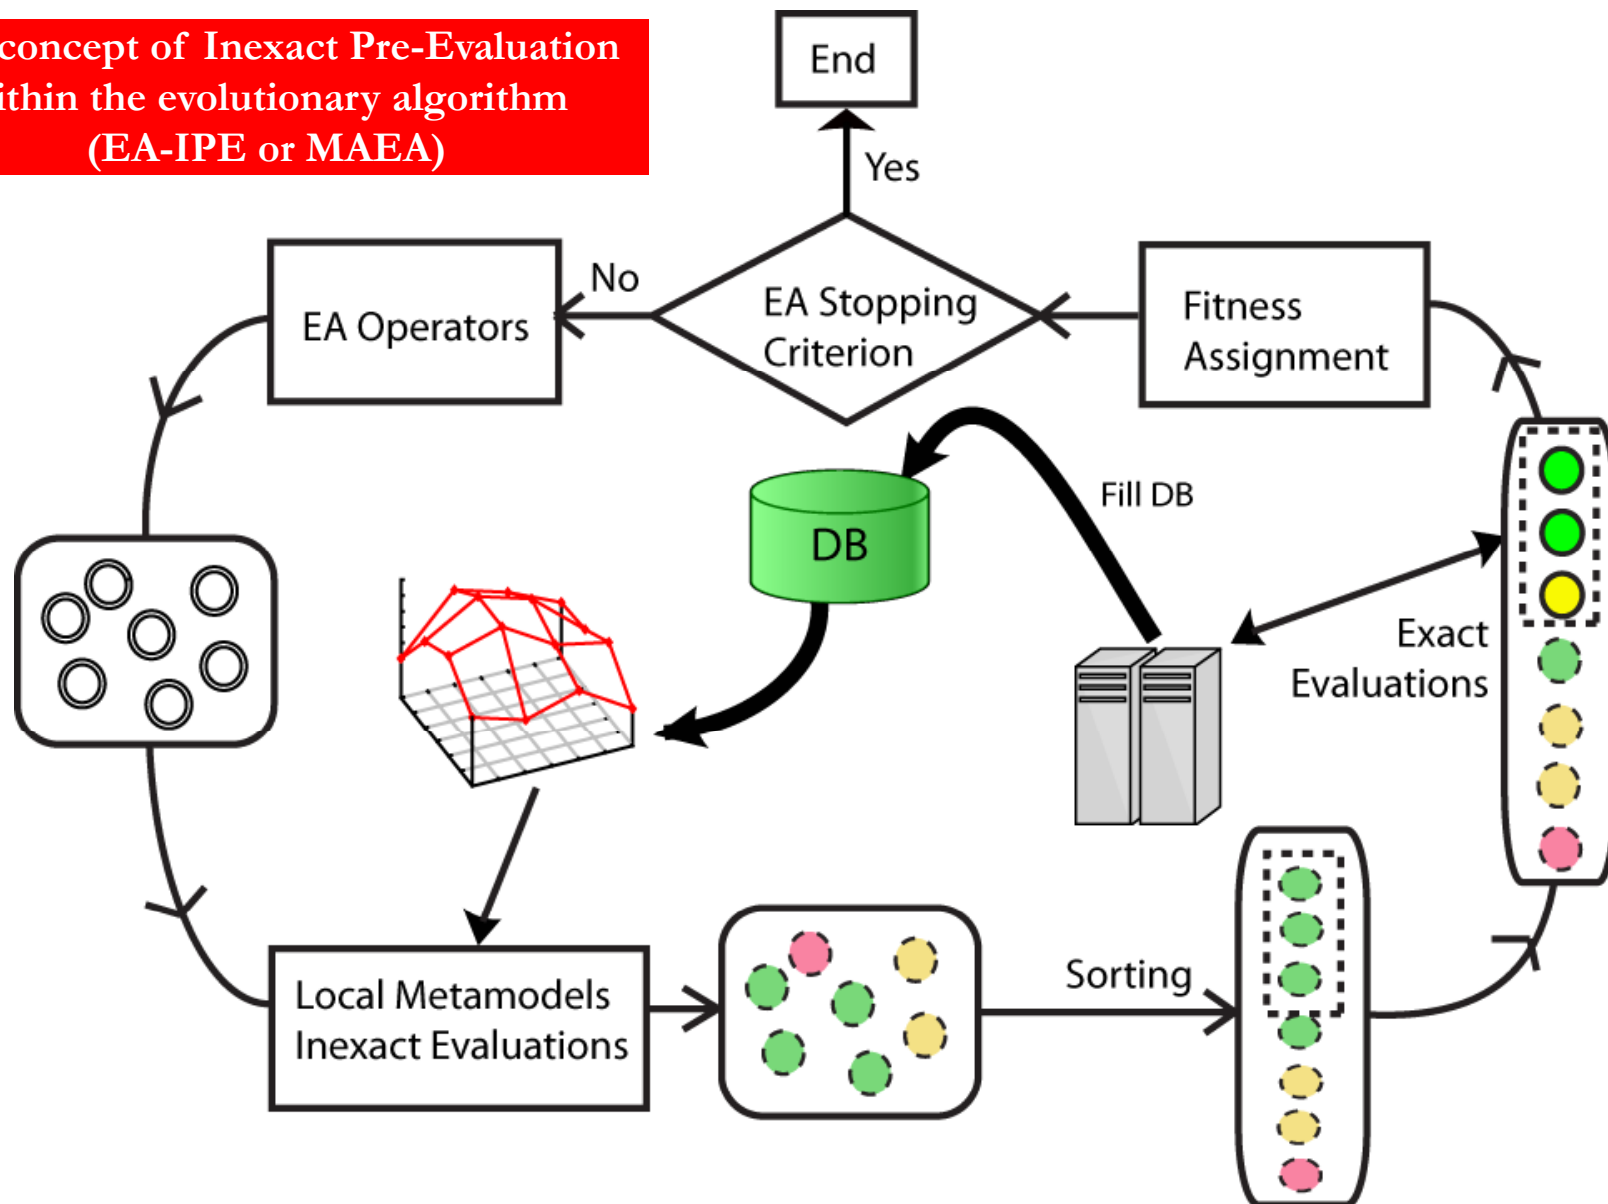 concept of Inexact Pre-Evaluation
ithin the evolutionary algorithm
(EA-IPE or MAEA)
End
Yes
No
EA Operators
EA Stopping
Criterion
Fitness
Assignment
Fill DB
DB
Exact
Evaluations
Sorting
Local Metamodels
Inexact Evaluations